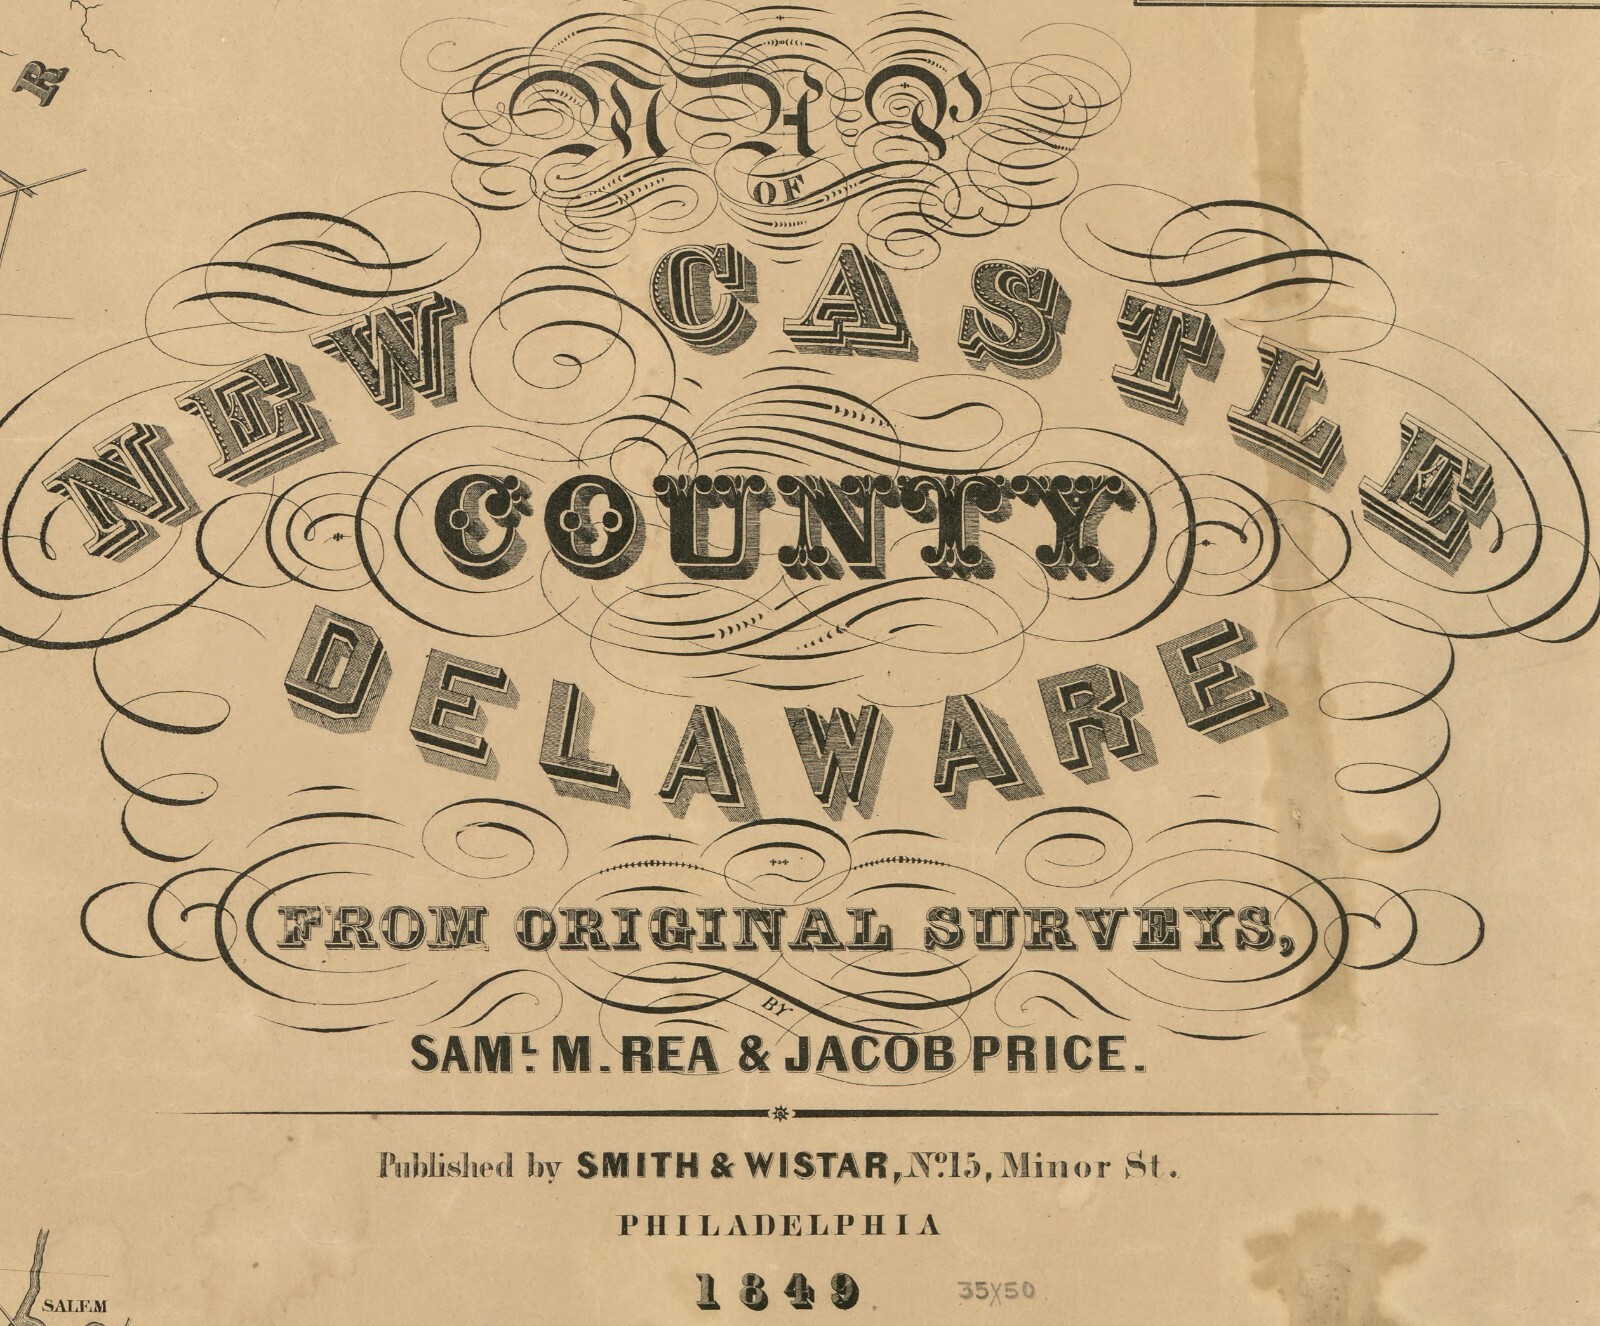 R
MAP
OF
NEW CASTLE
COUNTY
DELAWARE
FROM ORIGINAL SURVEYS,
BY
SAMᴸ. M. REA & JACOB PRICE.
Published by SMITH & WISTAR, Nº 15, Minor St.
PHILADELPHIA
1849
35X50
SALEM